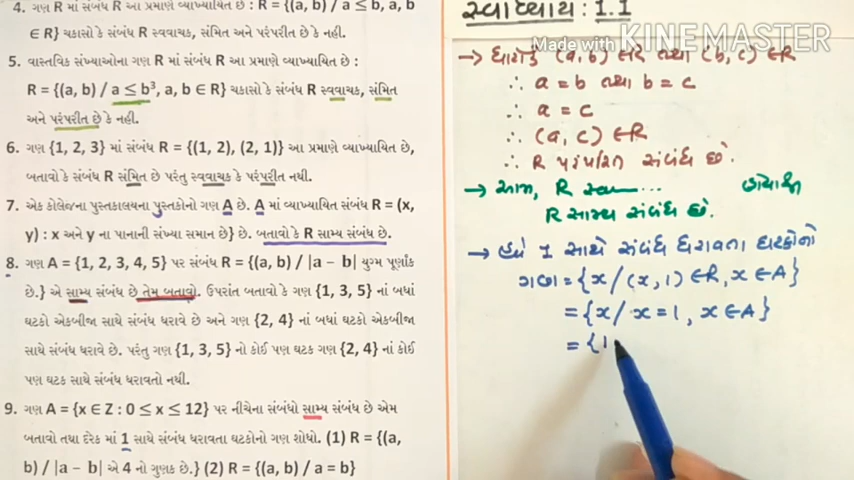 4. ગણ R માં સંબંધ R આ પ્રમાણે વ્યાખ્યાયિત છે : R = {(a, b) / a ≤ b, a, b
∈ R} ચકાસો કે સંબંધ R સ્વવાચક, સંમિત અને પરંપરીત છે કે નહી.
5. વાસ્તવિક સંખ્યાઓના ગણ R માં સંબંધ R આ પ્રમાણે વ્યાખ્યાયિત છે :
R = {(a, b) / a ≤ b³, a, b ∈ R} ચકાસો કે સંબંધ R સ્વવાચક, સંમિત
અને પરંપરીત છે કે નહી.
6. ગણ {1, 2, 3} માં સંબંધ R = {(1, 2), (2, 1)} આ પ્રમાણે વ્યાખ્યાયિત છે,
બતાવો કે સંબંધ R સંમિત છે પરંતુ સ્વવાચક કે પરંપરીત નથી.
7. એક કોલેજના પુસ્તકાલયના પુસ્તકોનો ગણ A છે. A માં વ્યાખ્યાયિત સંબંધ R = (x,
y) : x અને y ના પાનાની સંખ્યા સમાન છે} છે. બતાવો કે R સામ્ય સંબંધ છે.
8. ગણ A = {1, 2, 3, 4, 5} પર સંબંધ R = {(a, b) / |a − b| યુગ્મ પૂર્ણાંક
છે.} એ સામ્ય સંબંધ છે તેમ બતાવો. ઉપરાંત બતાવો કે ગણ {1, 3, 5} નાં બધાં
ઘટકો એકબીજા સાથે સંબંધ ધરાવે છે અને ગણ {2, 4} નાં બધાં ઘટકો એકબીજા
સાથે સંબંધ ધરાવે છે. પરંતુ ગણ {1, 3, 5} નો કોઈ પણ ઘટક ગણ {2, 4} નાં કોઈ
પણ ઘટક સાથે સંબંધ ધરાવતો નથી.
9. ગણ A = {x ∈ Z : 0 ≤ x ≤ 12} પર નીચેના સંબંધો સામ્ય સંબંધ છે એમ
બતાવો તથા દરેક માં 1 સાથે સંબંધ ધરાવતા ઘટકોનો ગણ શોધો. (1) R = {(a,
b) / |a − b| એ 4 નો ગુણક છે.} (2) R = {(a, b) / a = b}
સ્વાધ્યાય : 1.1
Made with KINEMASTER
→ ધારોકે (a, b) ∈ R તથા (b, c) ∈ R
∴ a = b તથા b = c
∴ a = c
∴ (a, c) ∈ R
∴ R પરંપરિત સંબંધ છે.
→ આમ, R સ્વ ... હોવાથી
R સામ્ય સંબંધ છે.
→ હવે 1 સાથે સંબંધ ધરાવતા ઘટકોનો
ગણ = {x / (x, 1) ∈ R, x ∈ A}
= {x / x = 1, x ∈ A}
= {1